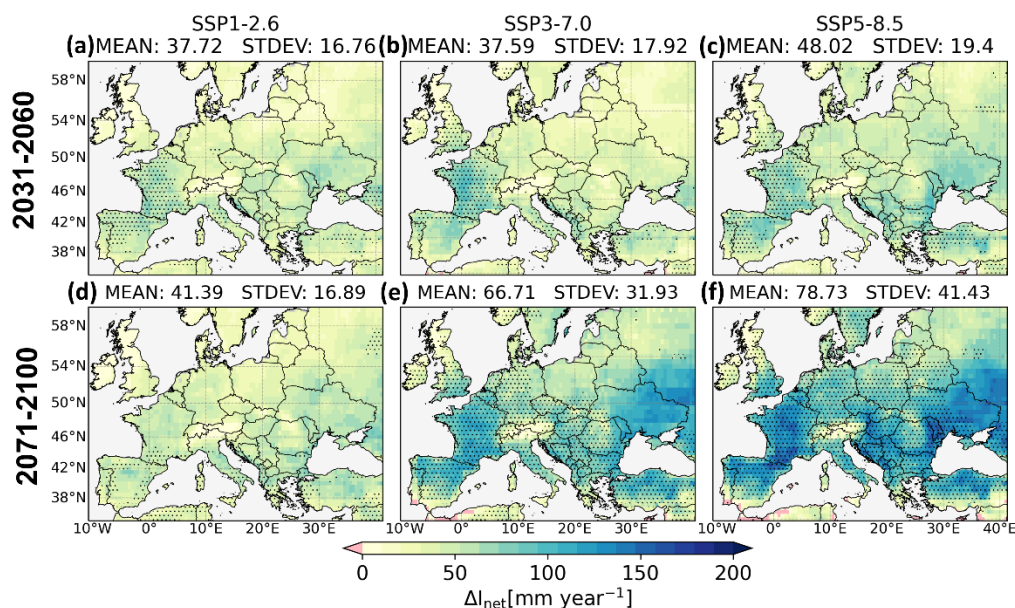 SSP1-2.6 SSP3-7.0 SSP5-8.5
(a) MEAN: 37.72 STDEV: 16.76 (b) MEAN: 37.59 STDEV: 17.92 (c) MEAN: 48.02 STDEV: 19.4
2031-2060
58°N
54°N
50°N
46°N
42°N
38°N
(d) MEAN: 41.39 STDEV: 16.89 (e) MEAN: 66.71 STDEV: 31.93 (f) MEAN: 78.73 STDEV: 41.43
2071-2100
58°N
54°N
50°N
46°N
42°N
38°N
10°W 0° 10°E 20°E 30°E 10°W 0° 10°E 20°E 30°E 10°W 0° 10°E 20°E 30°E 40°E
0 50 100 150 200
ΔI_net[mm year⁻¹]